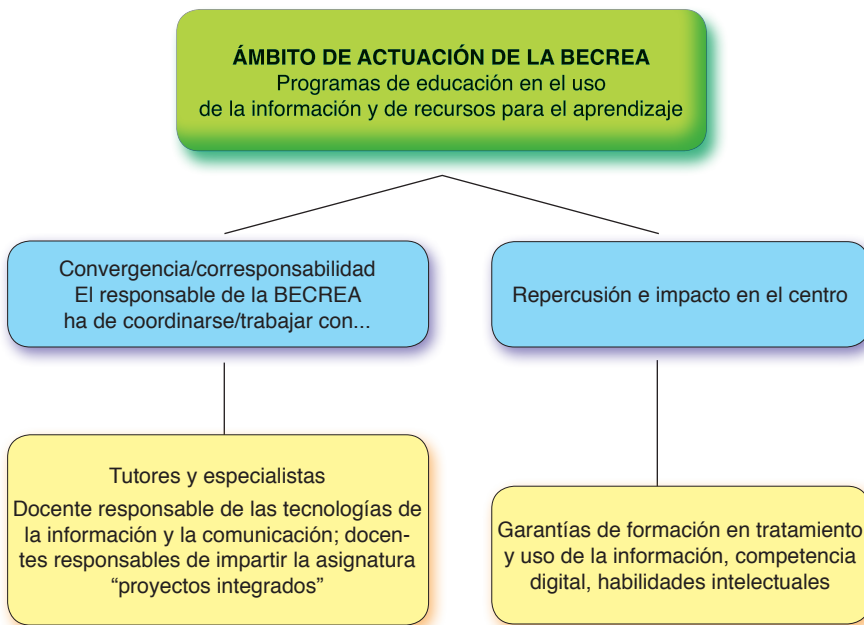 ÁMBITO DE ACTUACIÓN DE LA BECREA
Programas de educación en el uso
de la información y de recursos para el aprendizaje
Convergencia/corresponsabilidad
El responsable de la BECREA
ha de coordinarse/trabajar con...
Repercusión e impacto en el centro
Tutores y especialistas
Docente responsable de las tecnologías de
la información y la comunicación; docen-
tes responsables de impartir la asignatura
“proyectos integrados”
Garantías de formación en tratamiento
y uso de la información, competencia
digital, habilidades intelectuales